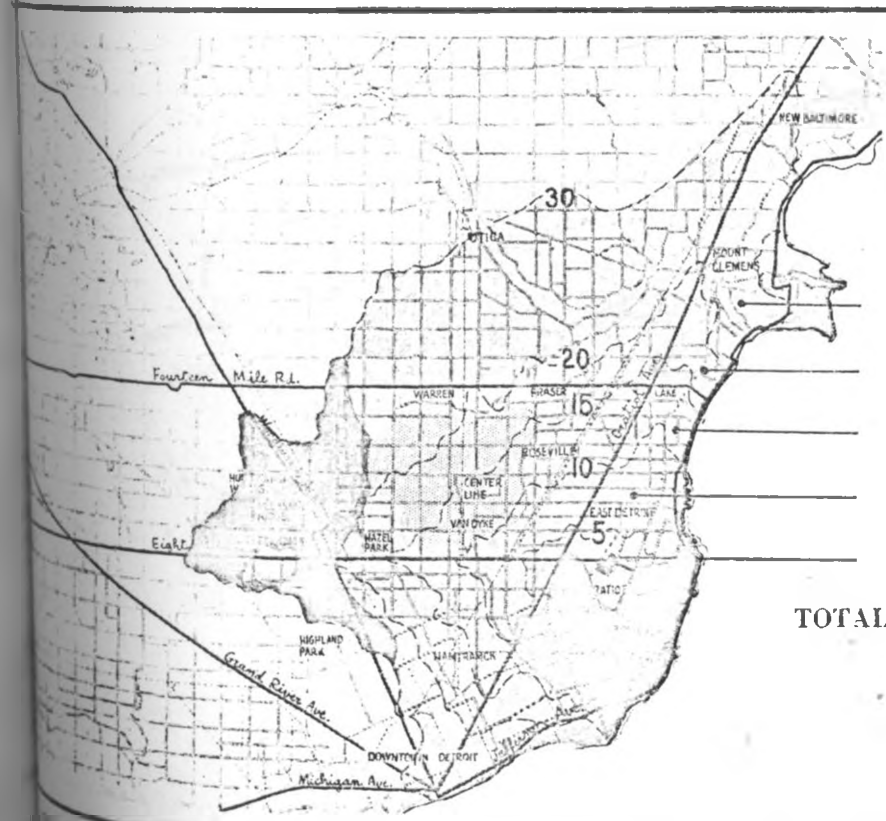 NEW BALTIMORE
30
UTICA
MOUNT
CLEMENS
20
Fourteen Mile Rd.
WARREN
FRASER
15
LAKE
ROSEVILLE
10
CENTER
LINE
EAST DETROIT
VAN DYKE
5
HAZEL
PARK
Eight
HIGHLAND
PARK
HAMTRAMCK
TOTAL
Grand River Ave.
DOWNTOWN DETROIT
Michigan Ave.